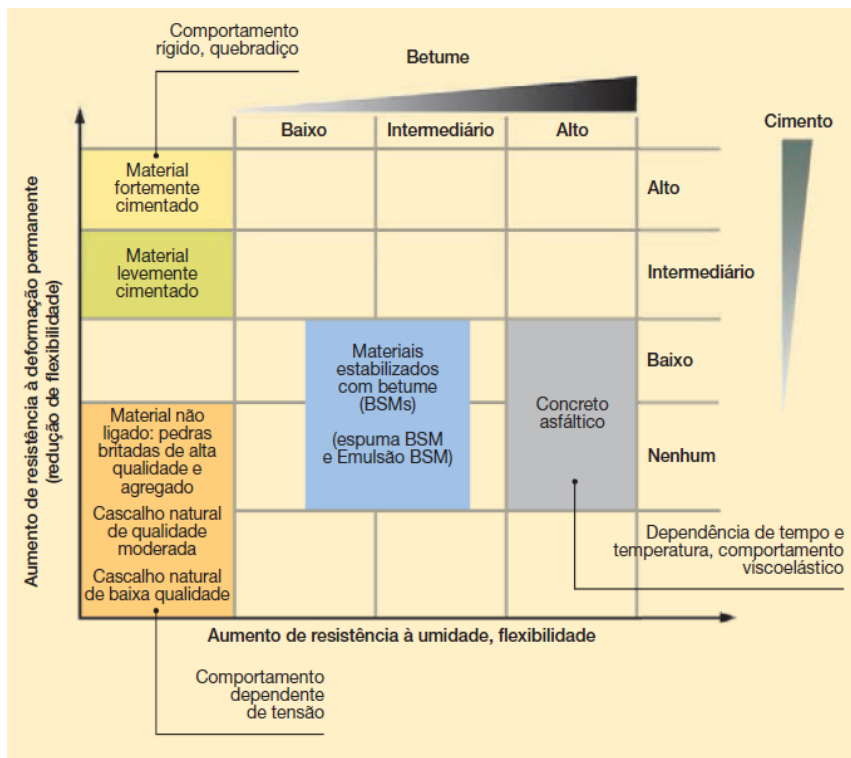 Comportamento
rígido, quebradiço
Betume
Baixo
Intermediário
Alto
Cimento
Material
fortemente
cimentado
Alto
Material
levemente
cimentado
Intermediário
Materiais
estabilizados
com betume
(BSMs)
(espuma BSM
e Emulsão BSM)
Baixo
Concreto
asfáltico
Nenhum
Material não
ligado: pedras
britadas de alta
qualidade e
agregado
Cascalho natural
de qualidade
moderada
Cascalho natural
de baixa qualidade
Aumento de resistência à deformação permanente
(redução de flexibilidade)
Dependência de tempo e
temperatura, comportamento
viscoelástico
Aumento de resistência à umidade, flexibilidade
Comportamento
dependente
de tensão